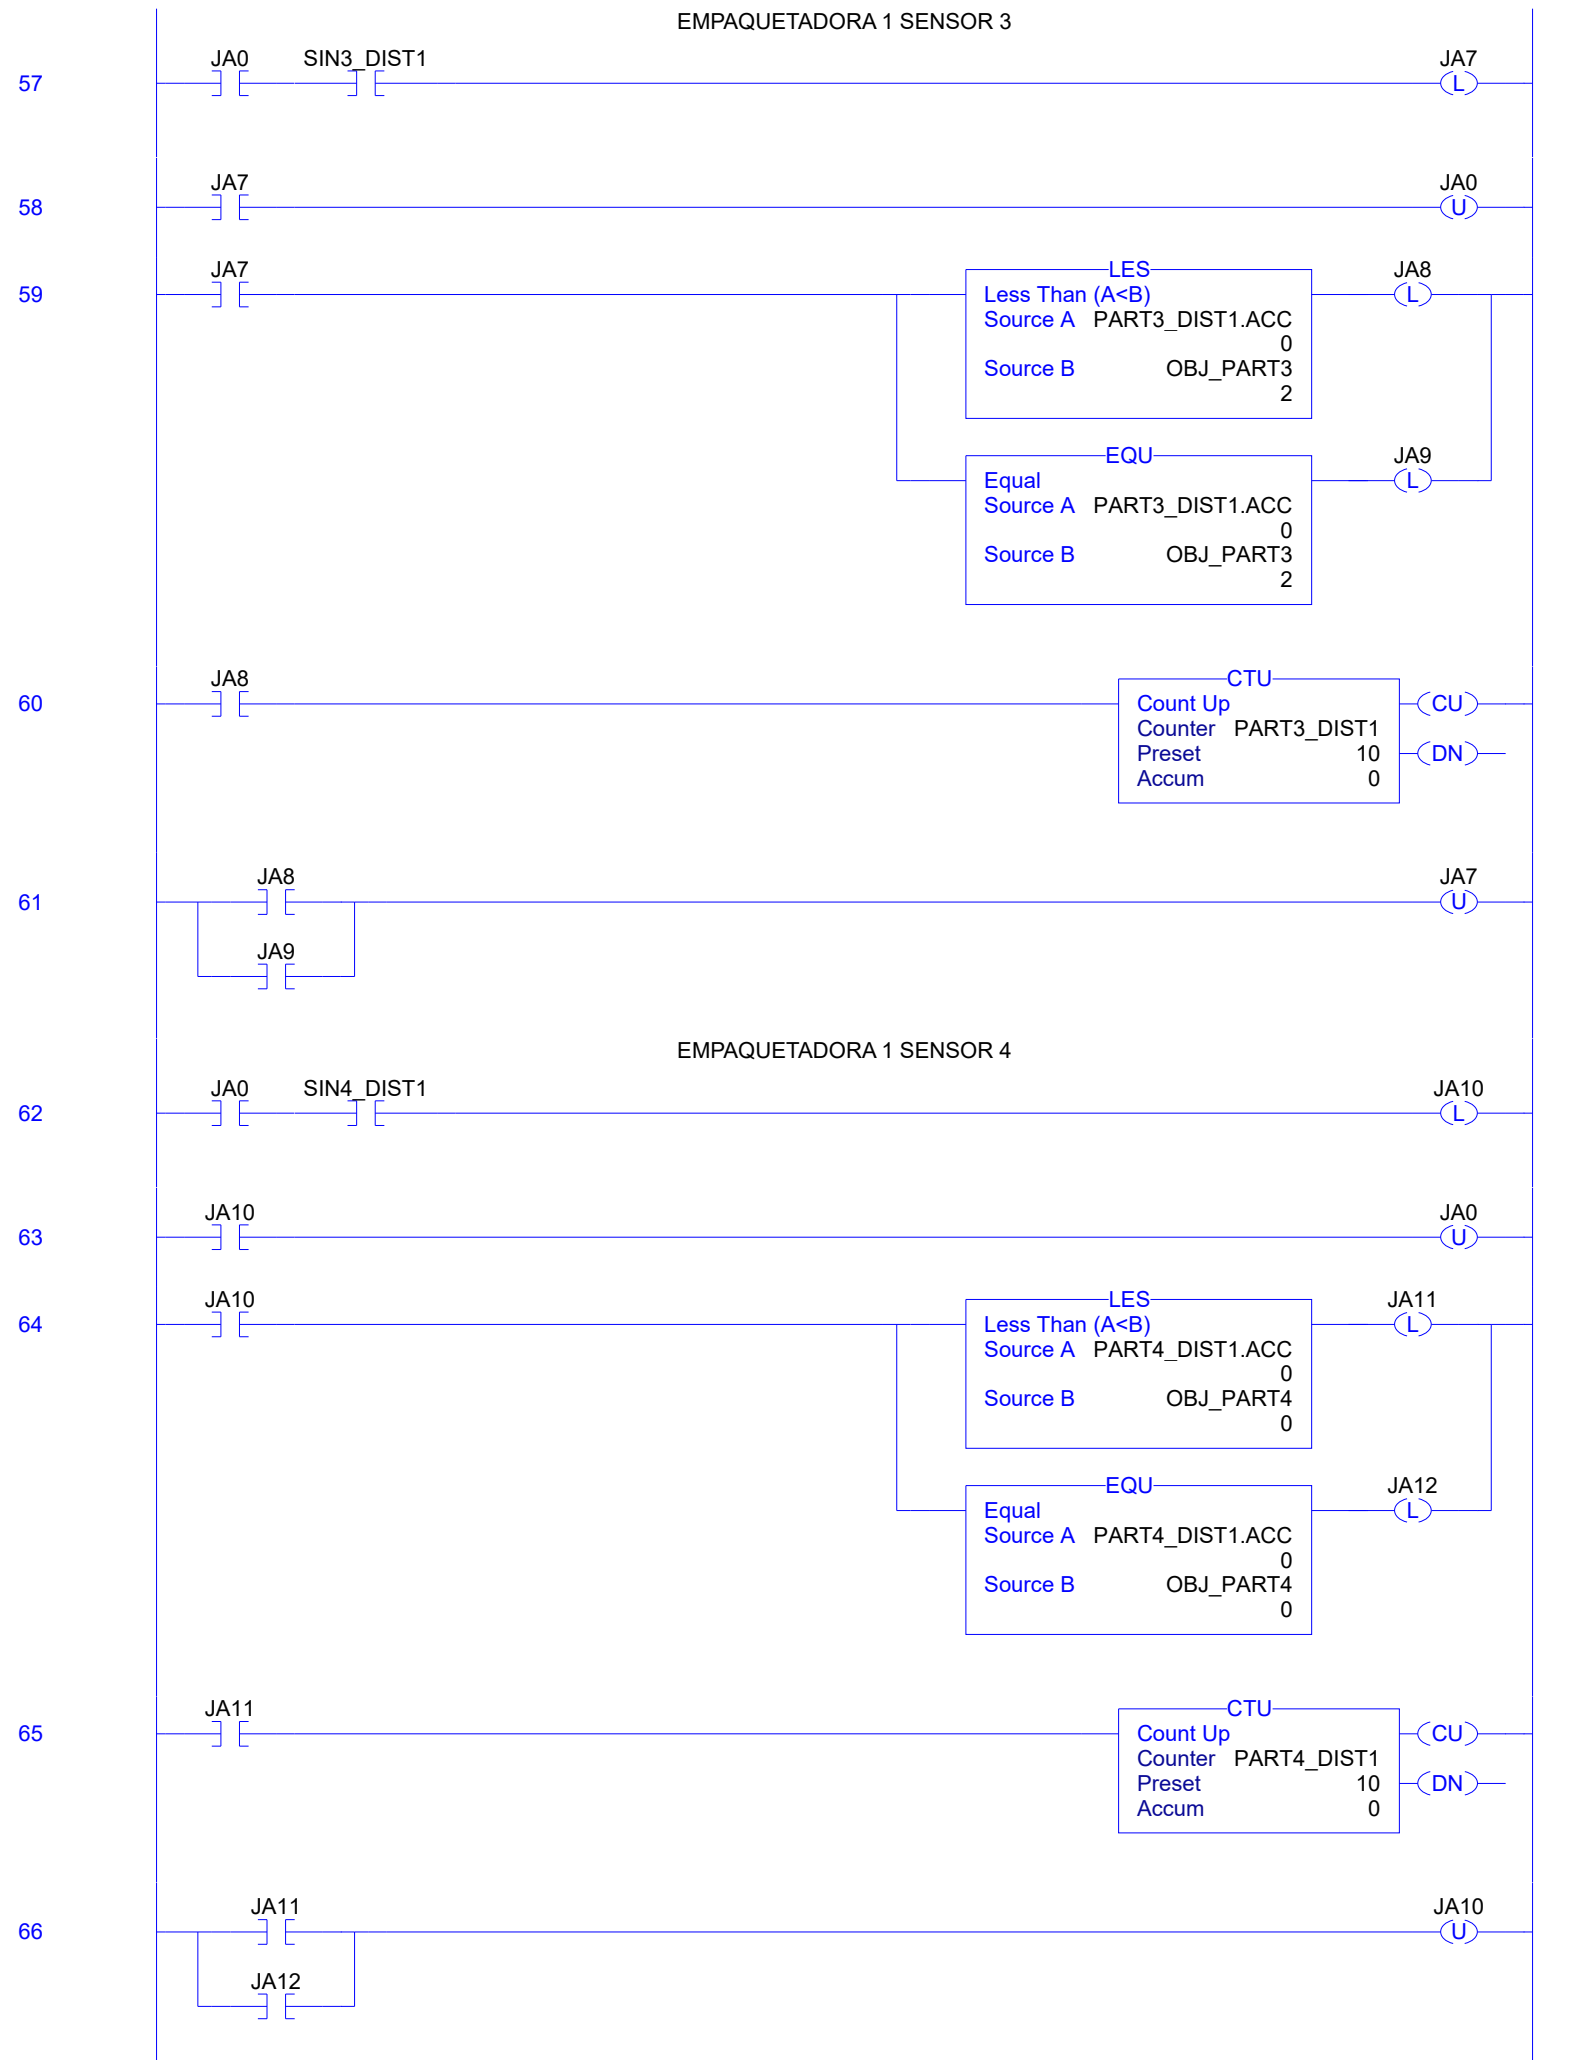 EMPAQUETADORA 1 SENSOR 3
JA0 SIN3_DIST1 JA7
57 L
JA7 JA0
58 U
JA7 LES JA8
59 Less Than (A<B) L
Source A PART3_DIST1.ACC
0
Source B OBJ_PART3
2
EQU JA9
Equal L
Source A PART3_DIST1.ACC
0
Source B OBJ_PART3
2
JA8 CTU
60 Count Up CU
Counter PART3_DIST1
Preset 10 DN
Accum 0
JA8 JA7
61 U
JA9
EMPAQUETADORA 1 SENSOR 4
JA0 SIN4_DIST1 JA10
62 L
JA10 JA0
63 U
JA10 LES JA11
64 Less Than (A<B) L
Source A PART4_DIST1.ACC
0
Source B OBJ_PART4
0
EQU JA12
Equal L
Source A PART4_DIST1.ACC
0
Source B OBJ_PART4
0
JA11 CTU
65 Count Up CU
Counter PART4_DIST1
Preset 10 DN
Accum 0
JA11 JA10
66 U
JA12